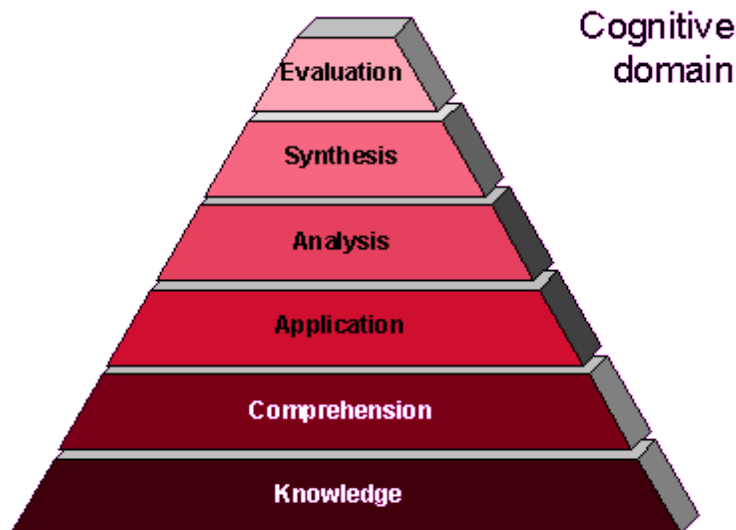 Cognitive
domain
Evaluation
Synthesis
Analysis
Application
Comprehension
Knowledge